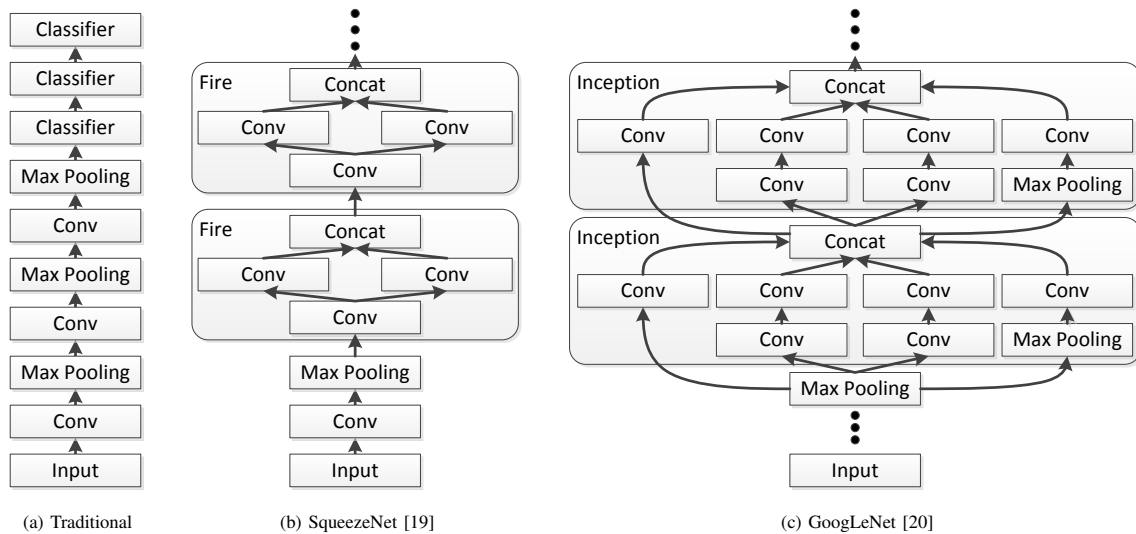 Classifier
Classifier
Classifier
Max Pooling
Conv
Max Pooling
Conv
Max Pooling
Conv
Input
(a) Traditional
Fire
Concat
Conv Conv
Conv
Fire
Concat
Conv Conv
Conv
Max Pooling
Conv
Input
(b) SqueezeNet [19]
Inception
Concat
Conv Conv Conv Conv
Conv Conv Max Pooling
Inception
Concat
Conv Conv Conv Conv
Conv Conv Max Pooling
Max Pooling
Input
(c) GoogLeNet [20]